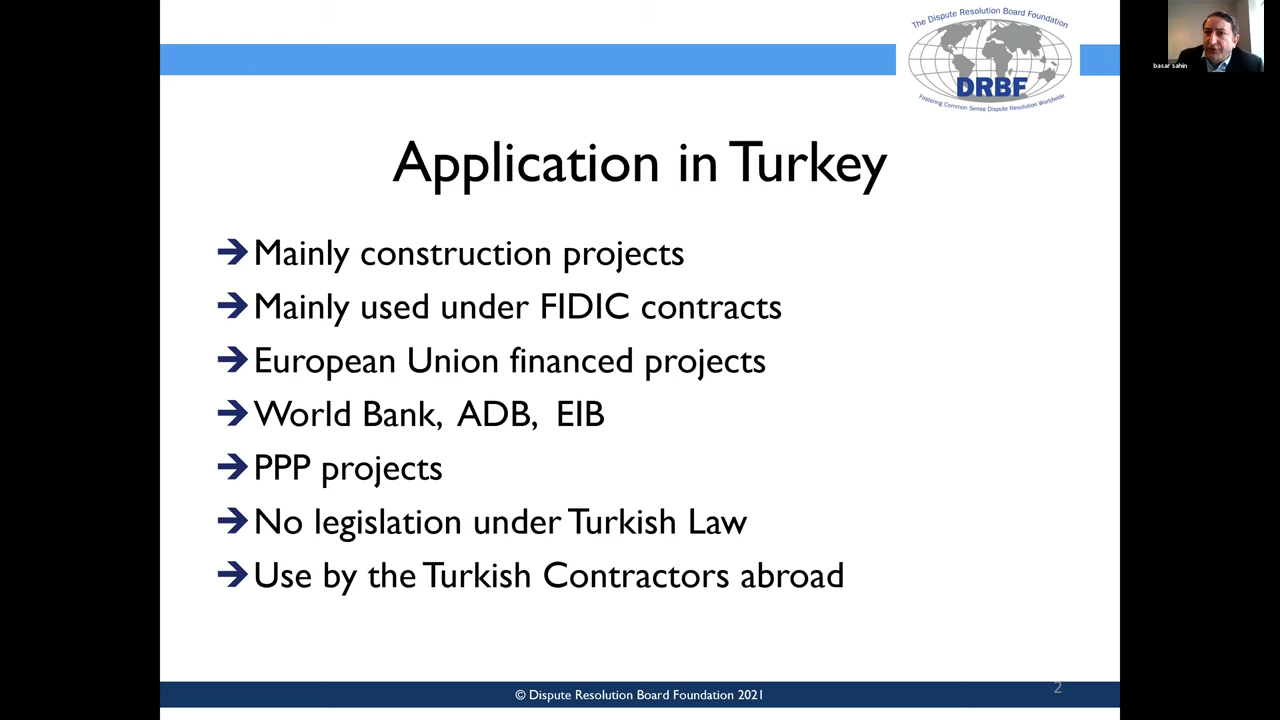 The Dispute Resolution Board Foundation
DRBF
Fostering Common Sense Dispute Resolution Worldwide
basar sahin
Application in Turkey
➔Mainly construction projects
➔Mainly used under FIDIC contracts
➔European Union financed projects
➔World Bank, ADB, EIB
➔PPP projects
➔No legislation under Turkish Law
➔Use by the Turkish Contractors abroad
© Dispute Resolution Board Foundation 2021
2